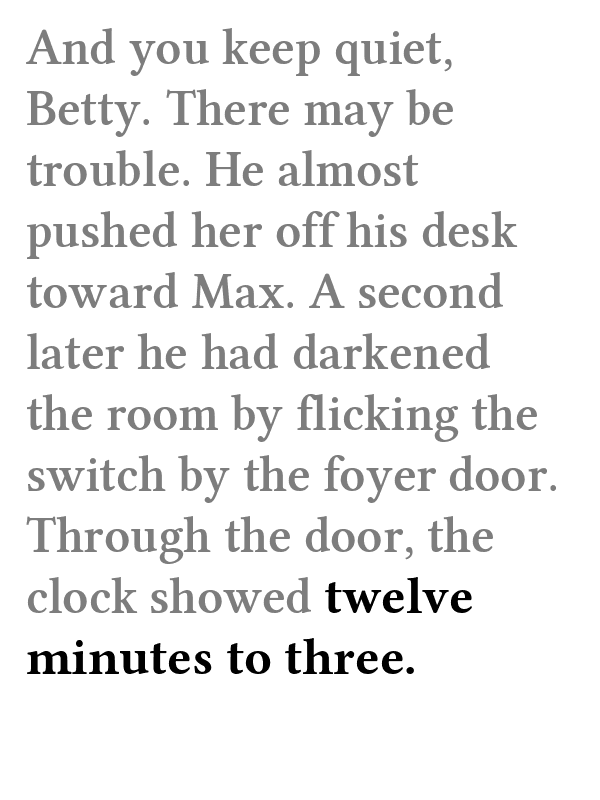 And you keep quiet,
Betty. There may be
trouble. He almost
pushed her off his desk
toward Max. A second
later he had darkened
the room by flicking the
switch by the foyer door.
Through the door, the
clock showed twelve
minutes to three.